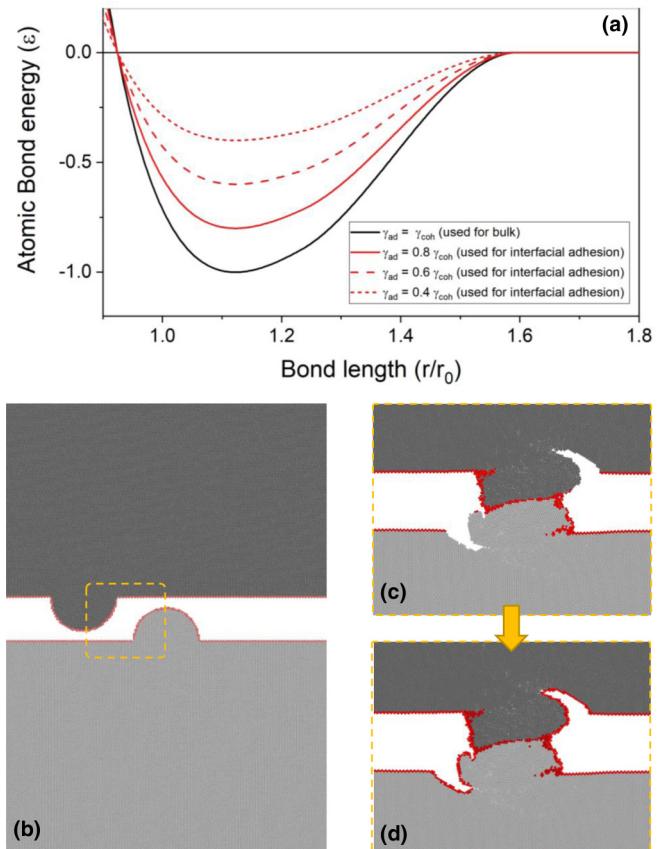 (a)
Atomic Bond energy (ε)
0.0
-0.5
-1.0
γad = γcoh (used for bulk)
γad = 0.8 γcoh (used for interfacial adhesion)
γad = 0.6 γcoh (used for interfacial adhesion)
γad = 0.4 γcoh (used for interfacial adhesion)
1.0 1.2 1.4 1.6 1.8
Bond length (r/r0)
(b)
(c)
(d)